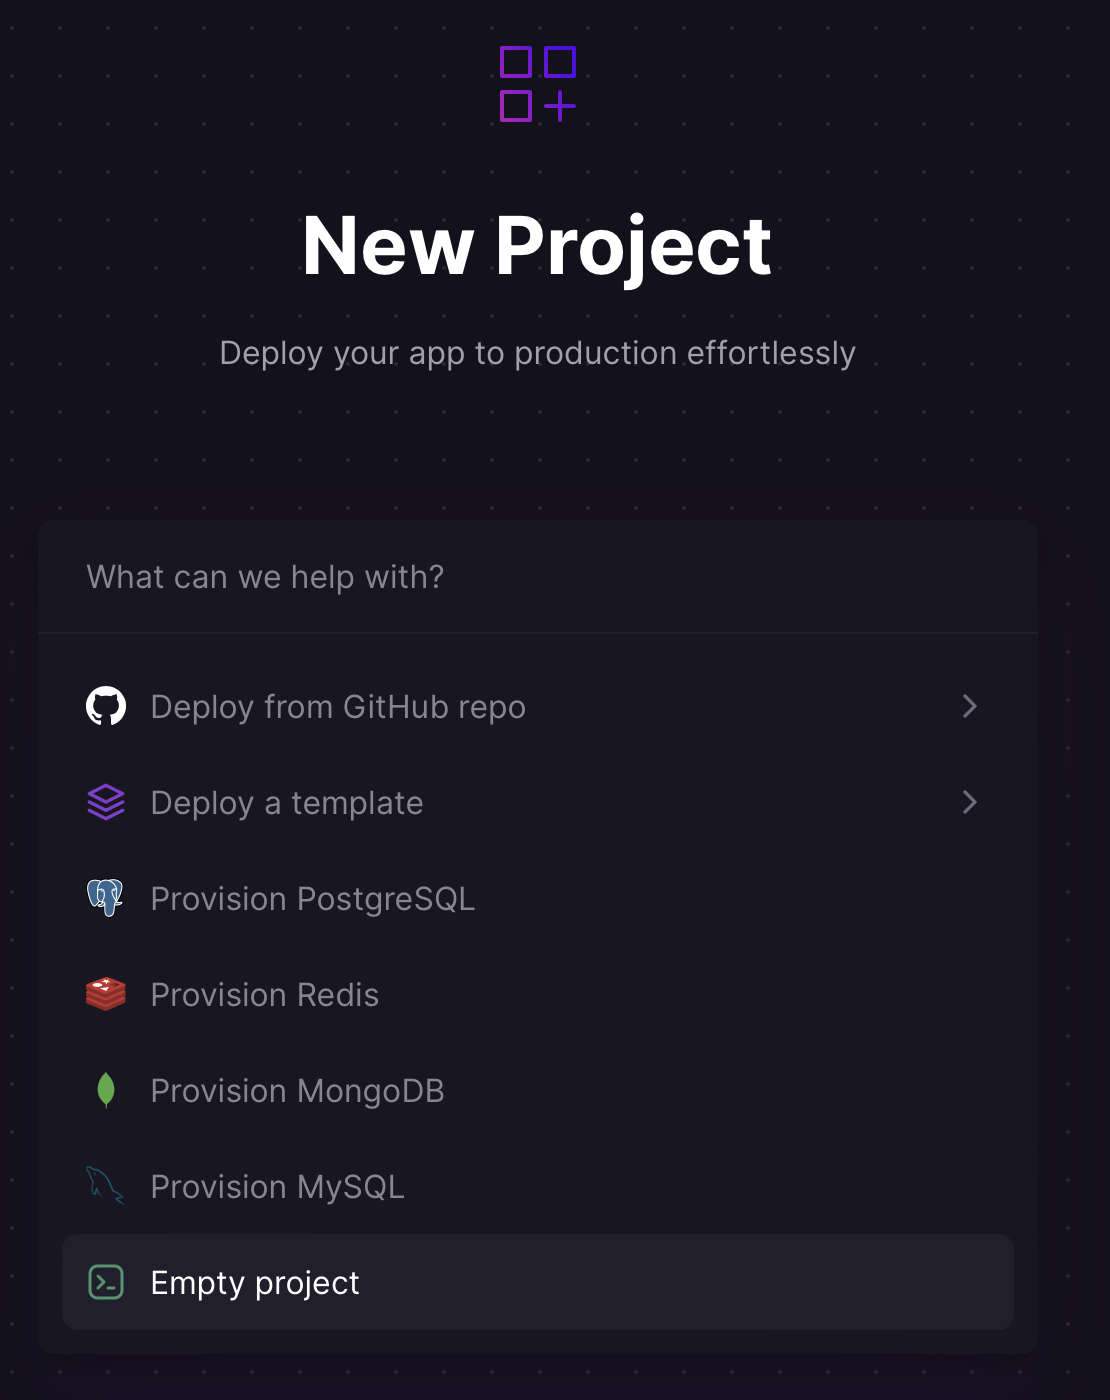 New Project
Deploy your app to production effortlessly
What can we help with?
Deploy from GitHub repo
Deploy a template
Provision PostgreSQL
Provision Redis
Provision MongoDB
Provision MySQL
Empty project